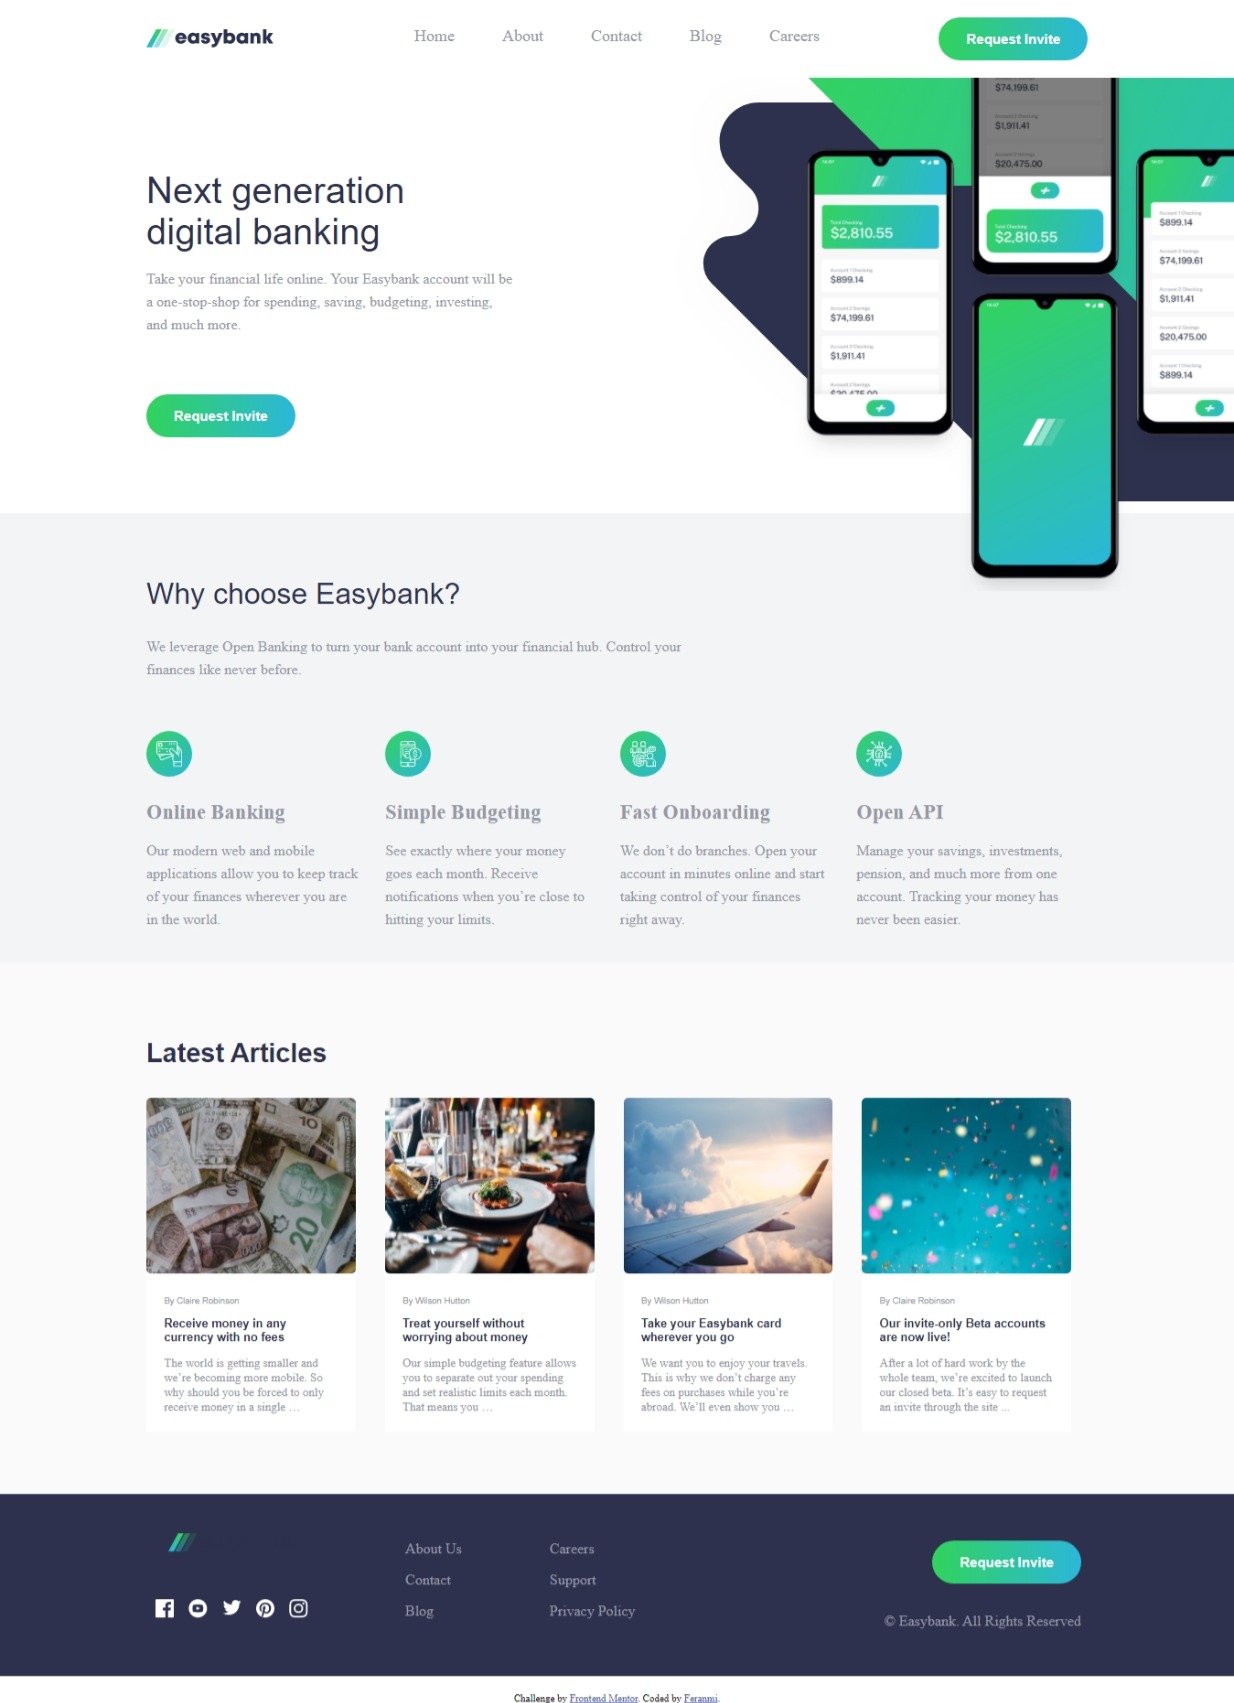 easybank
Home
About
Contact
Blog
Careers
Request Invite
$74,199.61
$1,911.41
$20,475.00
Total Checking
$2,810.55
Next generation
digital banking
Take your financial life online. Your Easybank account will be
a one-stop-shop for spending, saving, budgeting, investing,
and much more.
Request Invite
Total Checking
$2,810.55
Account 1 Checking
$899.14
$74,199.61
$1,911.41
Account 1 Checking
$899.14
$74,199.61
$1,911.41
$20,475.00
Account 1 Checking
$899.14
Why choose Easybank?
We leverage Open Banking to turn your bank account into your financial hub. Control your
finances like never before.
Online Banking
Our modern web and mobile
applications allow you to keep track
of your finances wherever you are
in the world.
Simple Budgeting
See exactly where your money
goes each month. Receive
notifications when you’re close to
hitting your limits.
Fast Onboarding
We don’t do branches. Open your
account in minutes online and start
taking control of your finances
right away.
Open API
Manage your savings, investments,
pension, and much more from one
account. Tracking your money has
never been easier.
Latest Articles
10
20
By Claire Robinson
Receive money in any
currency with no fees
The world is getting smaller and
we’re becoming more mobile. So
why should you be forced to only
receive money in a single …
By Wilson Hutton
Treat yourself without
worrying about money
Our simple budgeting feature allows
you to separate out your spending
and set realistic limits each month.
That means you …
By Wilson Hutton
Take your Easybank card
wherever you go
We want you to enjoy your travels.
This is why we don’t charge any
fees on purchases while you’re
abroad. We’ll even show you …
By Claire Robinson
Our invite-only Beta accounts
are now live!
After a lot of hard work by the
whole team, we’re excited to launch
our closed beta. It’s easy to request
an invite through the site ...
About Us
Contact
Blog
Careers
Support
Privacy Policy
Request Invite
© Easybank. All Rights Reserved
Challenge by Frontend Mentor. Coded by Feranmi.